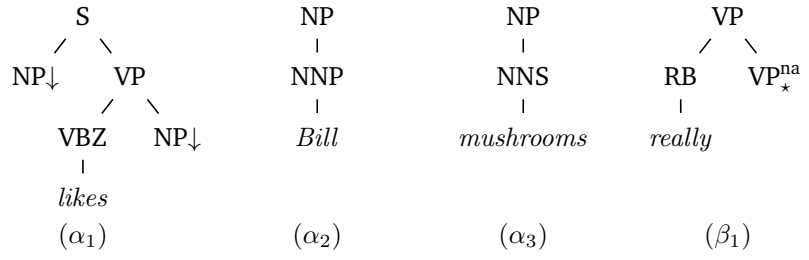 S NP NP VP
NP↓ VP NNP NNS RB VP⋆^na
VBZ NP↓ Bill mushrooms really
likes
(α₁) (α₂) (α₃) (β₁)